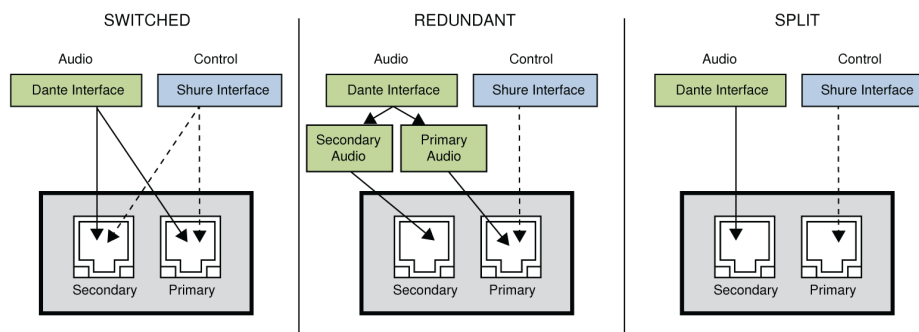 SWITCHED
Audio
Control
Dante Interface
Shure Interface
Secondary
Primary
REDUNDANT
Audio
Control
Dante Interface
Shure Interface
Secondary
Audio
Primary
Audio
Secondary
Primary
SPLIT
Audio
Control
Dante Interface
Shure Interface
Secondary
Primary